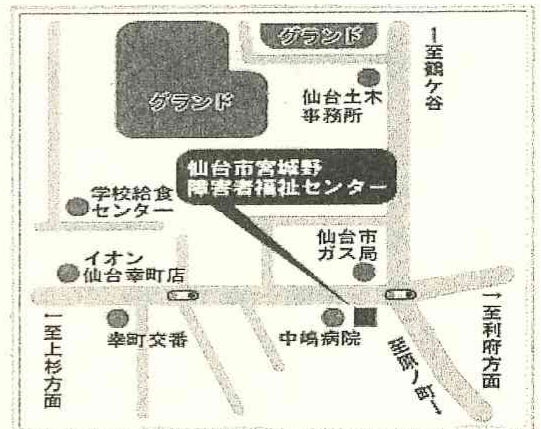 グランド
↑至鶴ヶ谷
グランド
仙台土木
事務所
仙台市宮城野
障害者福祉センター
学校給食
センター
仙台市
ガス局
イオン
仙台幸町店
幸町交番
中嶋病院
↑至上杉方面
至原ノ町→
→至利府方面